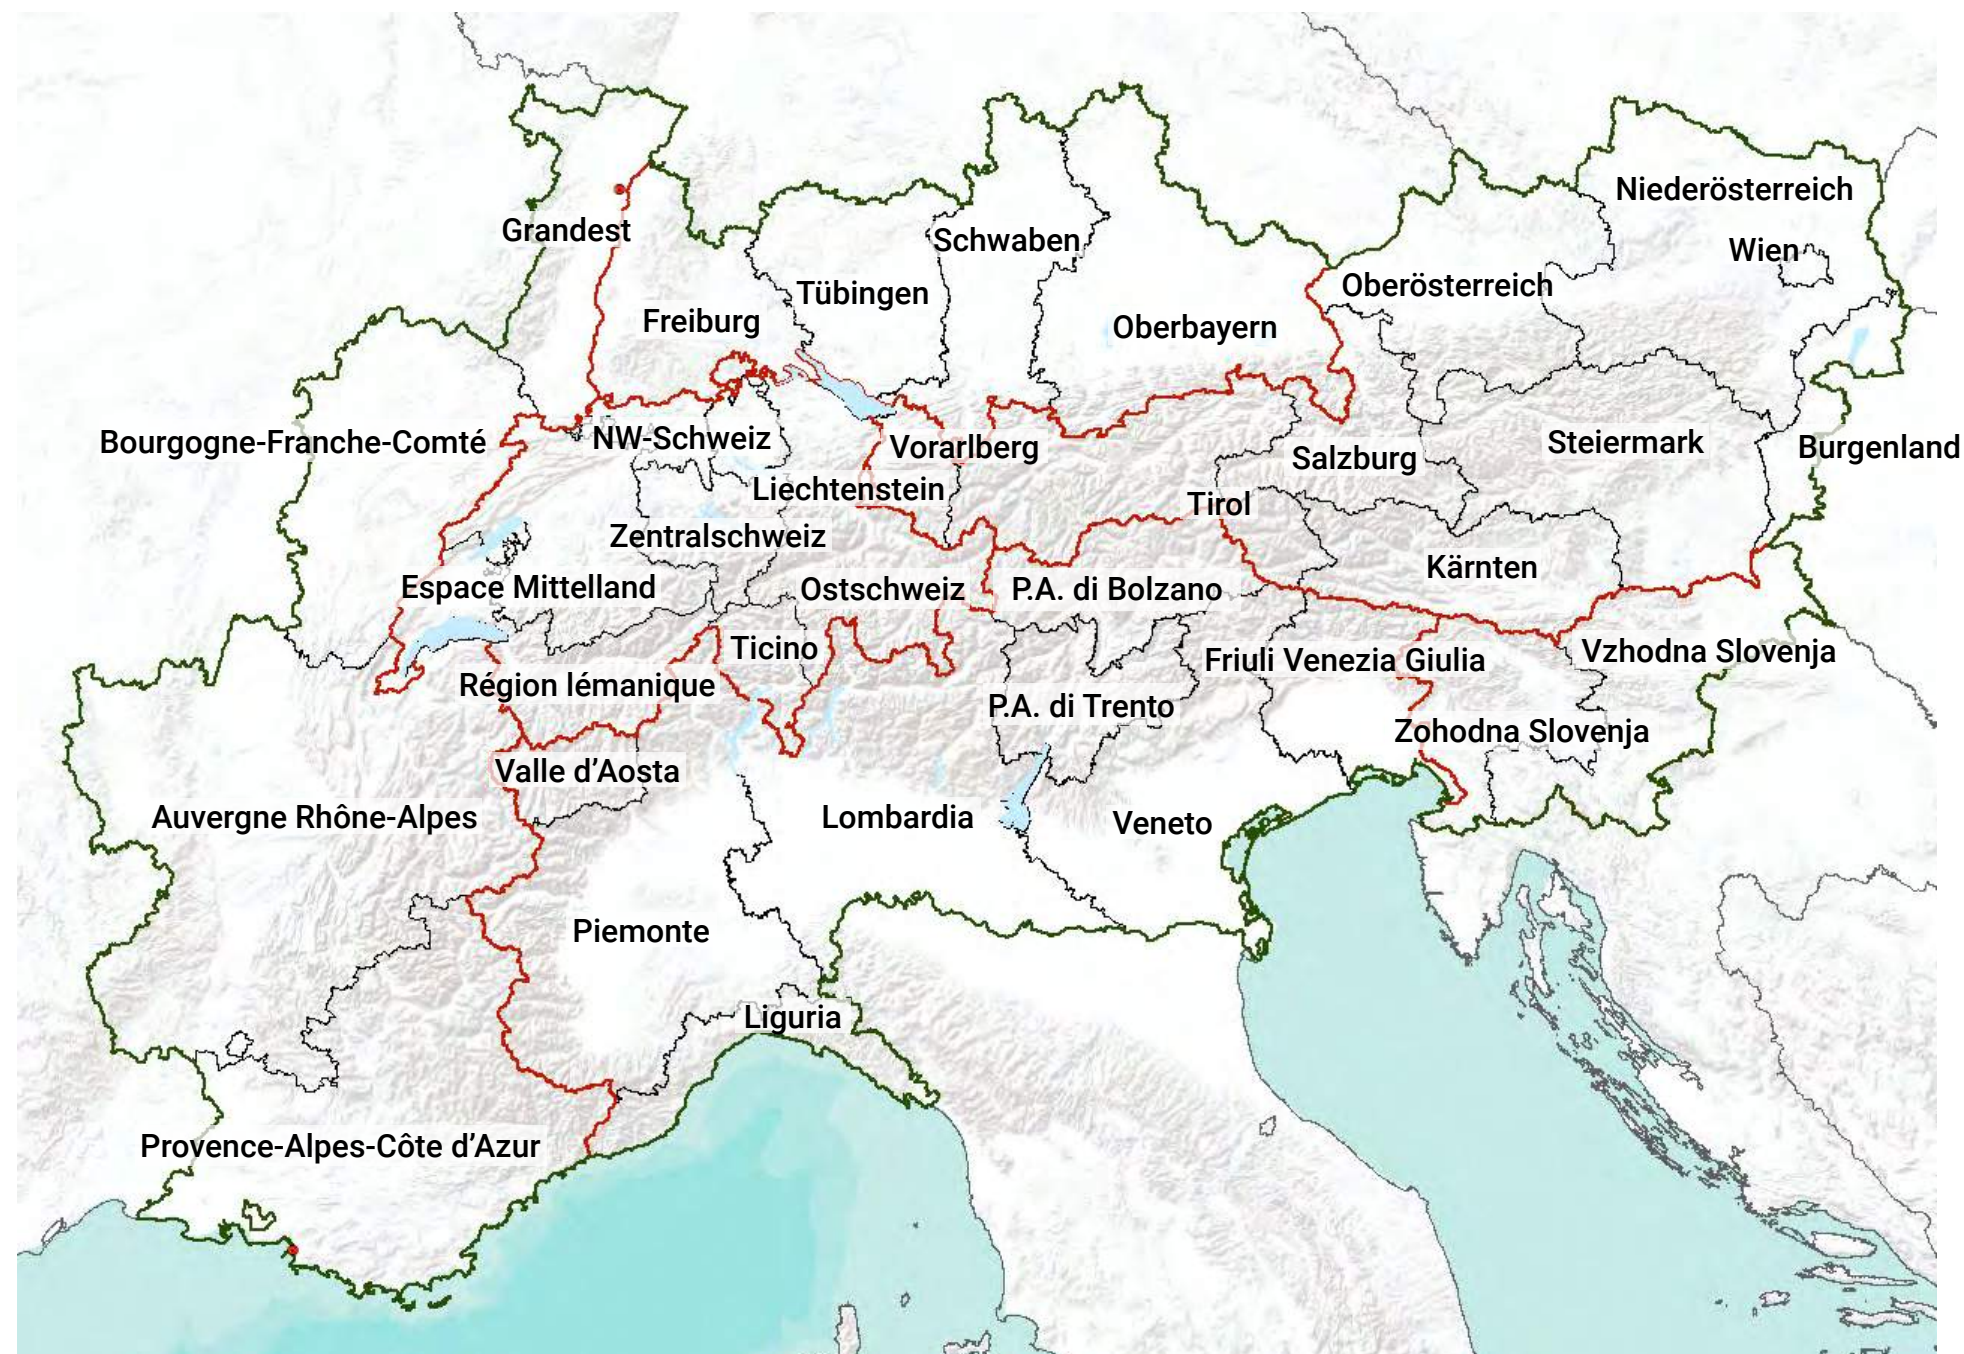 Niederösterreich
Grandest
Schwaben
Wien
Oberösterreich
Tübingen
Freiburg
Oberbayern
Bourgogne-Franche-Comté
NW-Schweiz
Vorarlberg
Steiermark
Burgenland
Salzburg
Liechtenstein
Tirol
Zentralschweiz
Kärnten
Espace Mittelland
Ostschweiz
P.A. di Bolzano
Ticino
Friuli Venezia Giulia
Vzhodna Slovenja
Région lémanique
P.A. di Trento
Zohodna Slovenja
Valle d’Aosta
Auvergne Rhône-Alpes
Lombardia
Veneto
Piemonte
Liguria
Provence-Alpes-Côte d’Azur